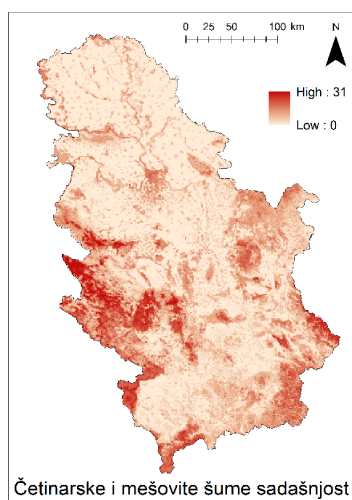 0 25 50 100 km
N
High : 31
Low : 0
Četinarske i mešovite šume sadašnjost